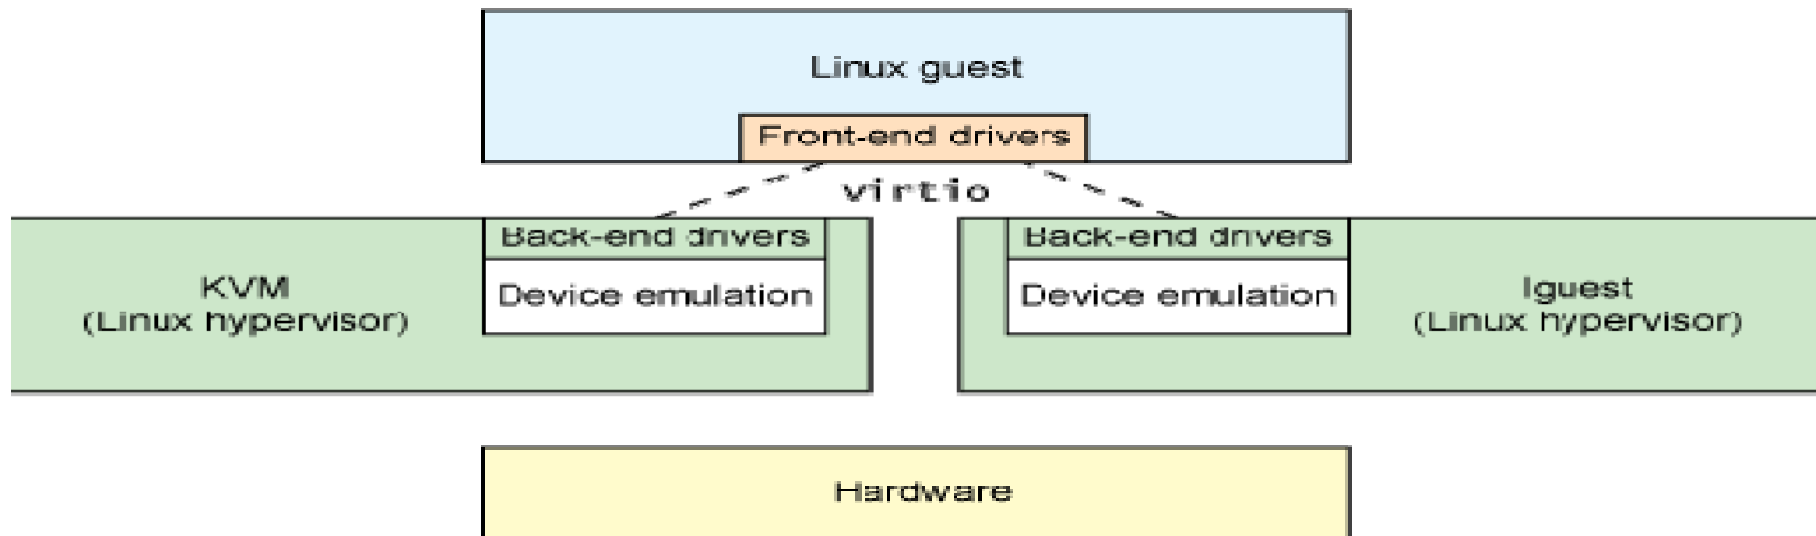 Linux guest
Front-end drivers
virtio
Back-end drivers
Back-end drivers
KVM
(Linux hypervisor)
Device emulation
Device emulation
lguest
(Linux hypervisor)
Hardware